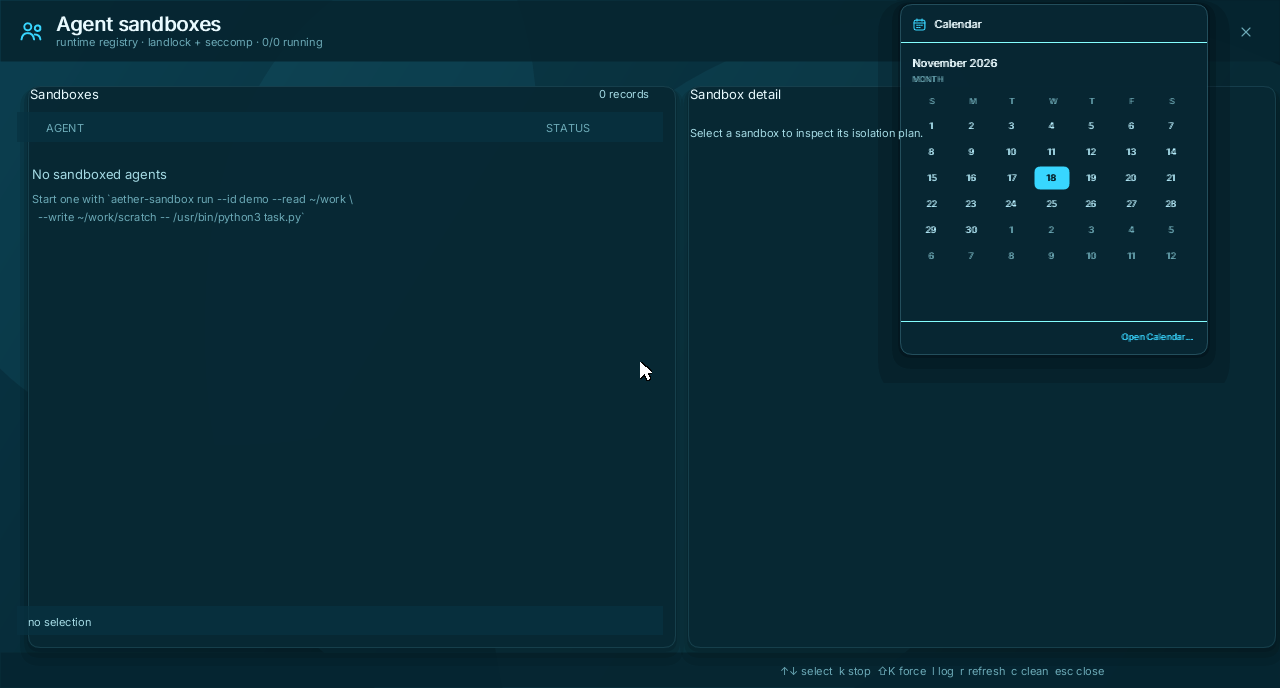 Agent sandboxes
runtime registry · landlock + seccomp · 0/0 running
Sandboxes
0 records
AGENT
STATUS
No sandboxed agents
Start one with `aether-sandbox run --id demo --read ~/work \
--write ~/work/scratch -- /usr/bin/python3 task.py`
no selection
Sandbox detail
Select a sandbox to inspect its isolation plan.
Calendar
November 2026
MONTH
S M T W T F S
1 2 3 4 5 6 7
8 9 10 11 12 13 14
15 16 17 18 19 20 21
22 23 24 25 26 27 28
29 30 1 2 3 4 5
6 7 8 9 10 11 12
Open Calendar...
↑↓ select k stop ⇧K force l log r refresh c clean esc close